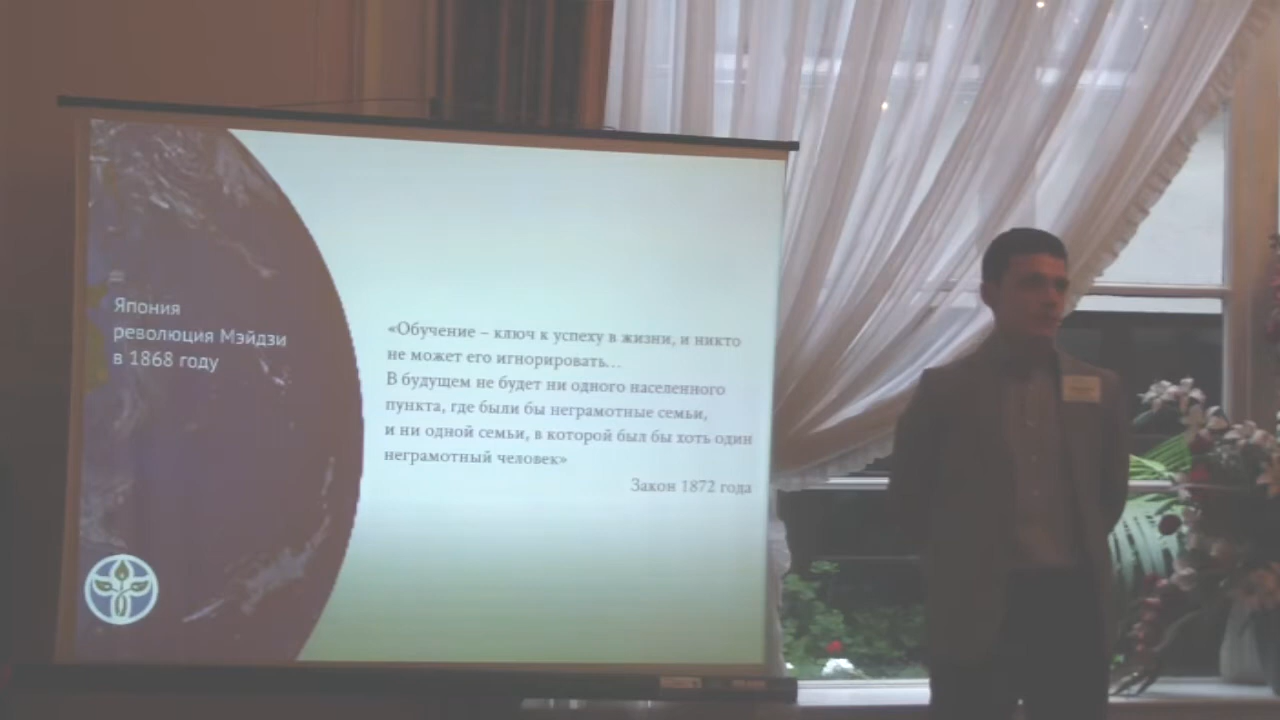 Япония
революция Мэйдзи
в 1868 году
«Обучение – ключ к успеху в жизни, и никто
не может его игнорировать...
В будущем не будет ни одного населенного
пункта, где были бы неграмотные семьи,
и ни одной семьи, в которой был бы хоть один
неграмотный человек»
Закон 1872 года